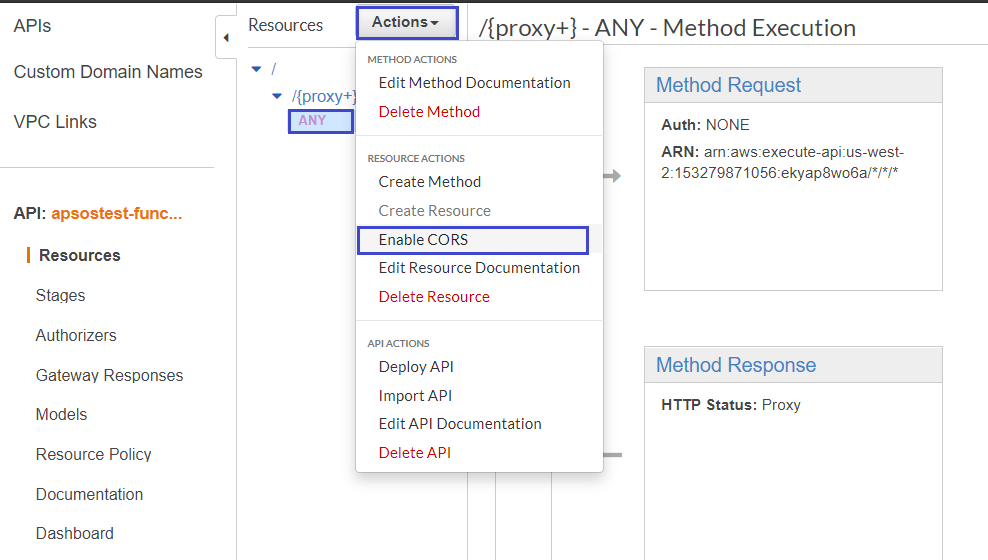 APIs
Custom Domain Names
VPC Links
API: apsostest-func...
Resources
Stages
Authorizers
Gateway Responses
Models
Resource Policy
Documentation
Dashboard
Resources
Actions
/
/{proxy+}
ANY
METHOD ACTIONS
Edit Method Documentation
Delete Method
RESOURCE ACTIONS
Create Method
Create Resource
Enable CORS
Edit Resource Documentation
Delete Resource
API ACTIONS
Deploy API
Import API
Edit API Documentation
Delete API
/{proxy+} - ANY - Method Execution
Method Request
Auth: NONE
ARN: arn:aws:execute-api:us-west-
2:153279871056:ekyap8wo6a/*/*/*
Method Response
HTTP Status: Proxy